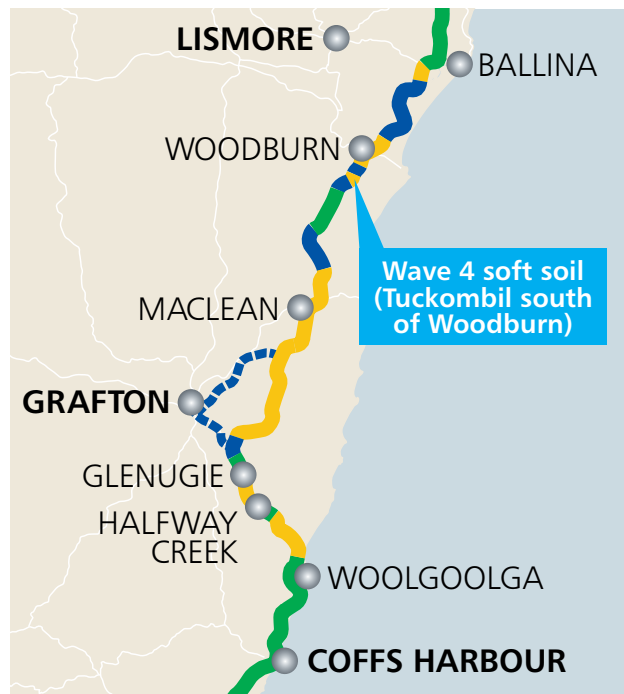 LISMORE
BALLINA
WOODBURN
Wave 4 soft soil
(Tuckombil south
of Woodburn)
MACLEAN
GRAFTON
GLENUGIE
HALFWAY
CREEK
WOOLGOOLGA
COFFS HARBOUR